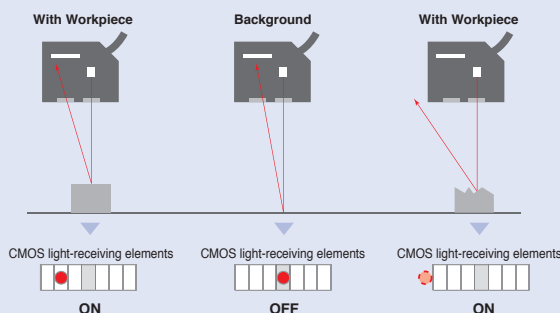 With Workpiece
Background
With Workpiece
CMOS light-receiving elements
CMOS light-receiving elements
CMOS light-receiving elements
ON
OFF
ON